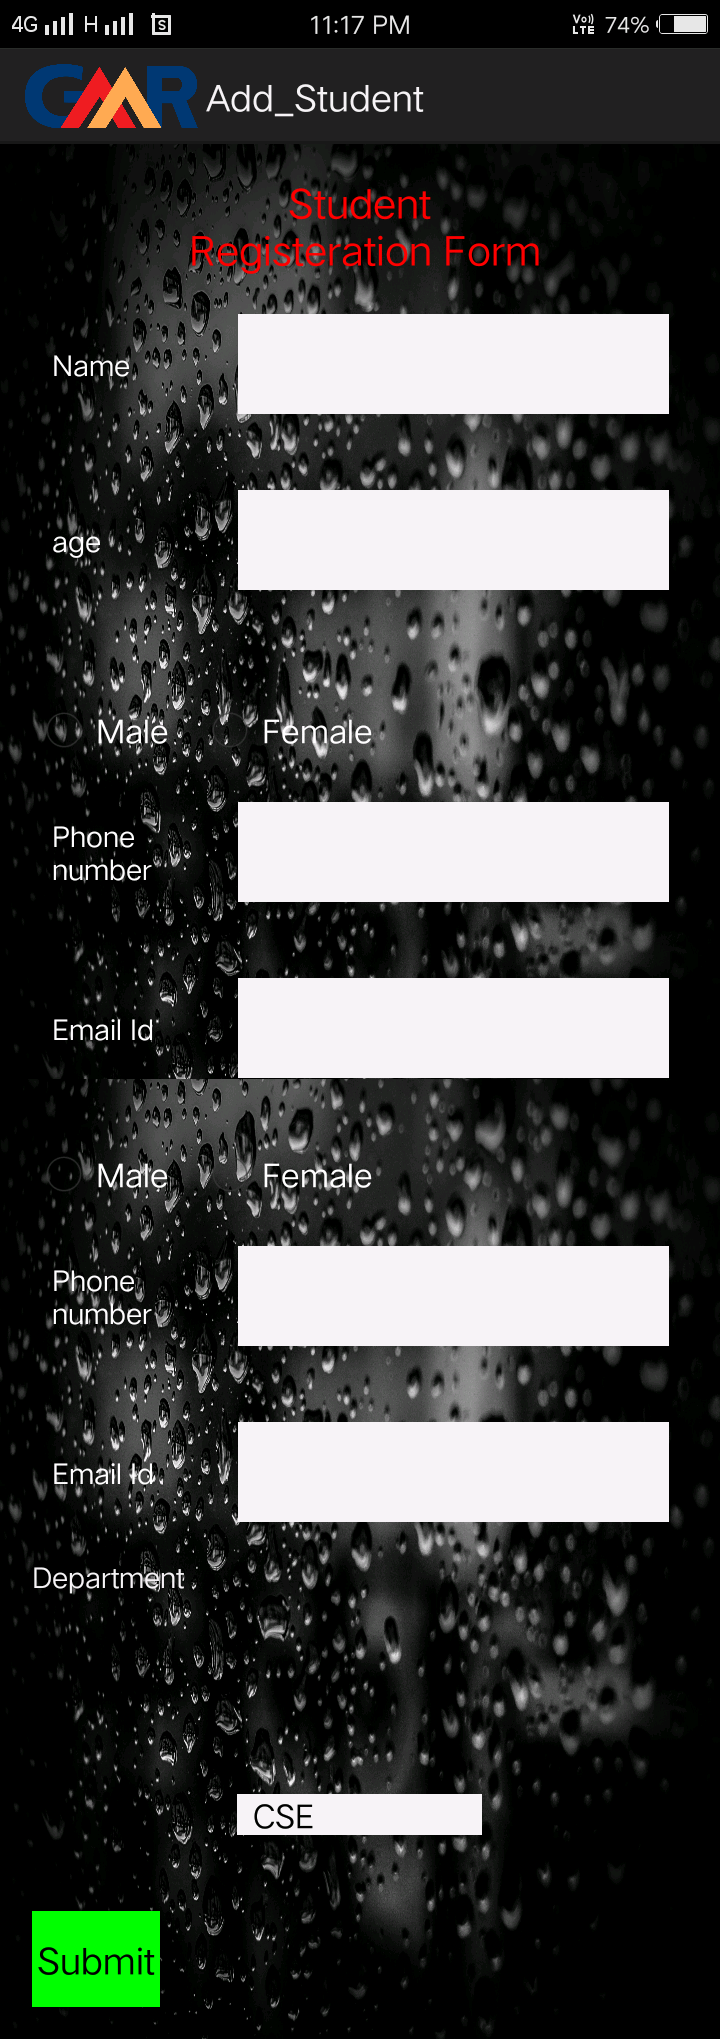 4G H S 11:17 PM Vo)) LTE 74%
GMR Add_Student
Student
Registeration Form
Name
age
Male Female
Phone
number
Email Id
Male Female
Phone
number
Email Id
Department
CSE
Submit